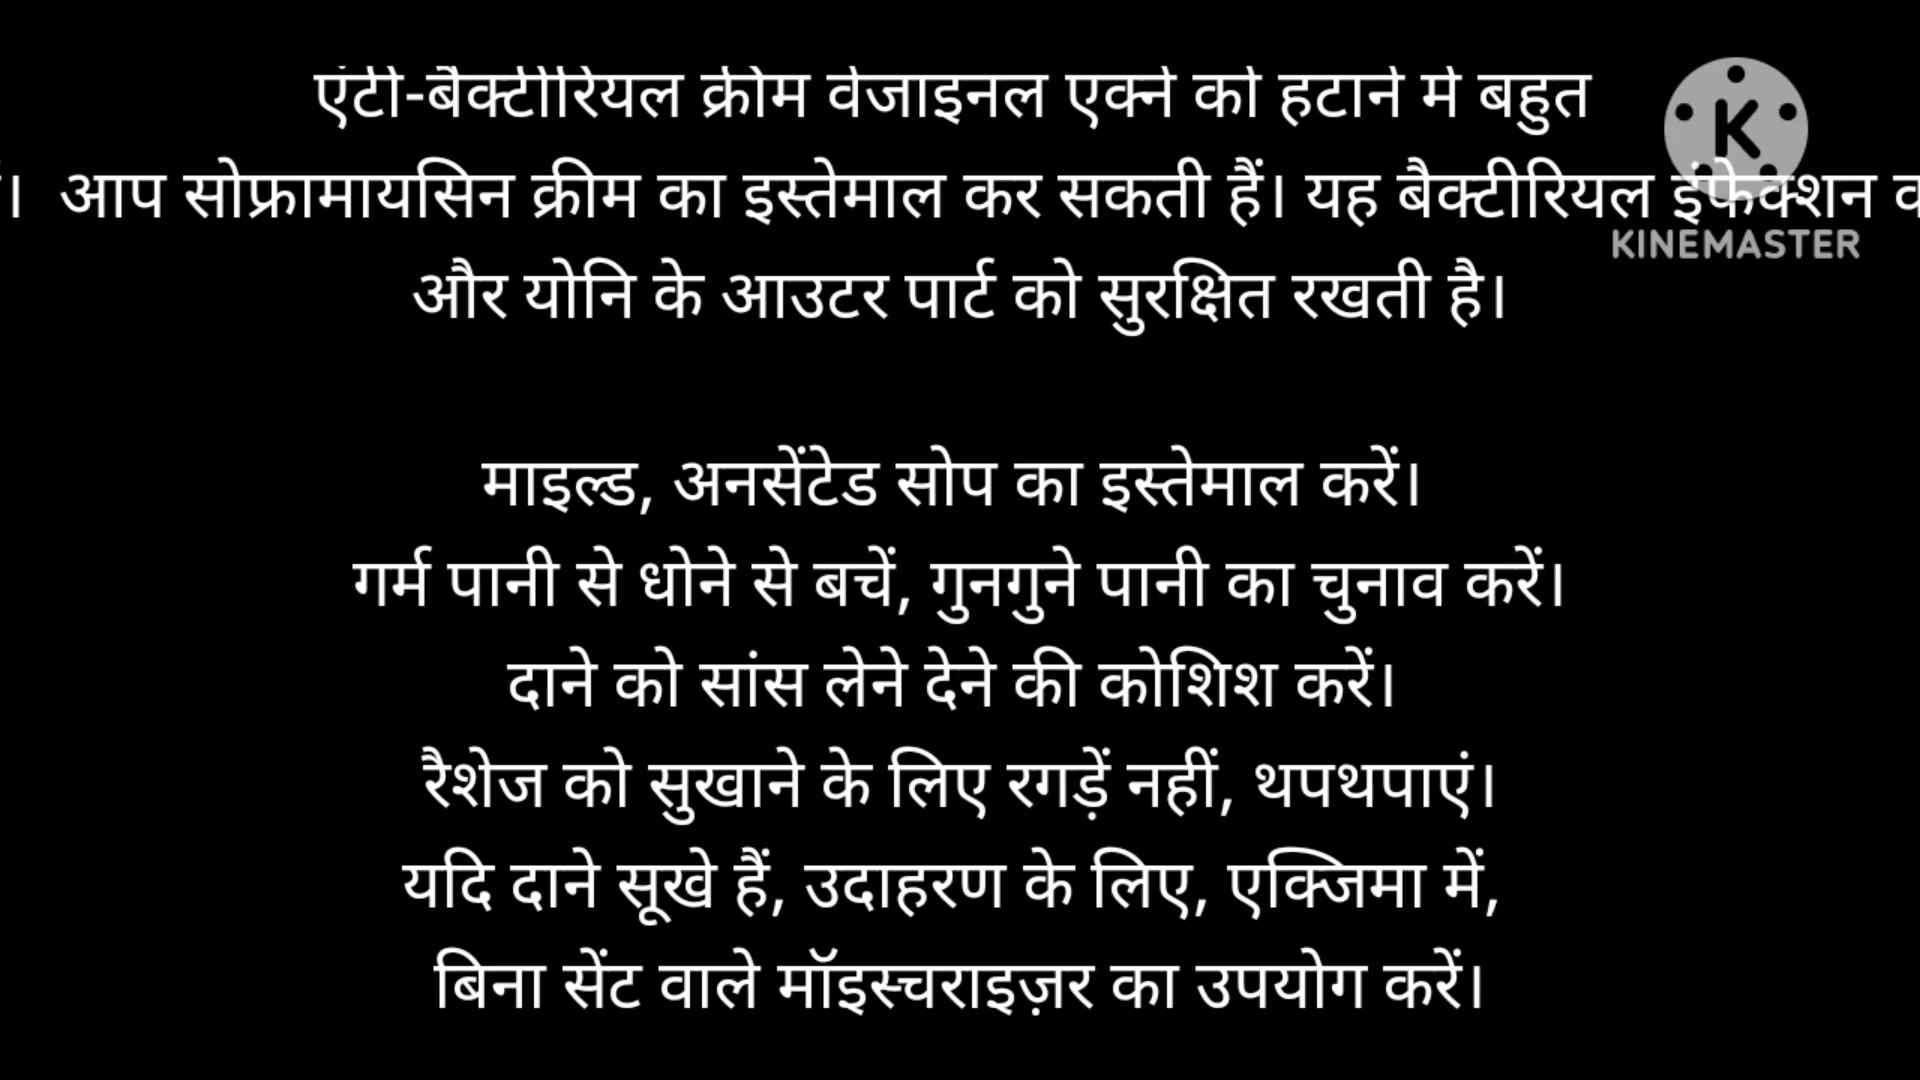 एंटी-बैक्टीरियल क्रीम वेजाइनल एक्ने को हटाने में बहुत
। आप सोफ्रामायसिन क्रीम का इस्तेमाल कर सकती हैं। यह बैक्टीरियल इंफेक्शन
और योनि के आउटर पार्ट को सुरक्षित रखती है।
माइल्ड, अनसेंटेड सोप का इस्तेमाल करें।
गर्म पानी से धोने से बचें, गुनगुने पानी का चुनाव करें।
दाने को सांस लेने देने की कोशिश करें।
रैशेज को सुखाने के लिए रगड़ें नहीं, थपथपाएं।
यदि दाने सूखे हैं, उदाहरण के लिए, एक्जिमा में,
बिना सेंट वाले मॉइस्चराइज़र का उपयोग करें।
K
KINEMASTER